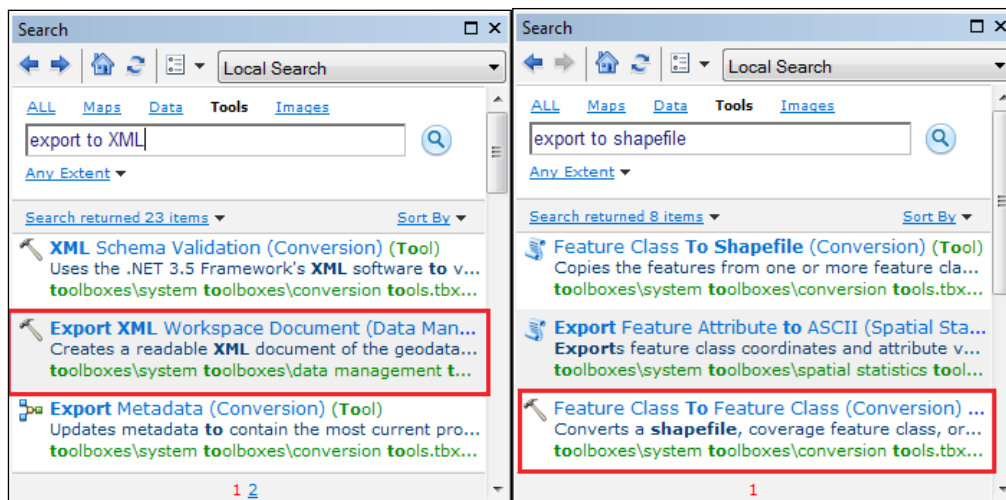 Search
Local Search
ALL Maps Data Tools Images
export to XML
Any Extent
Search returned 23 items Sort By
XML Schema Validation (Conversion) (Tool)
Uses the .NET 3.5 Framework's XML software to v...
toolboxes\system toolboxes\conversion tools.tbx...
Export XML Workspace Document (Data Man...
Creates a readable XML document of the geodata...
toolboxes\system toolboxes\data management t...
Export Metadata (Conversion) (Tool)
Updates metadata to contain the most current pro...
toolboxes\system toolboxes\conversion tools.tbx...
1 2
Search
Local Search
ALL Maps Data Tools Images
export to shapefile
Any Extent
Search returned 8 items Sort By
Feature Class To Shapefile (Conversion) (Tool)
Copies the features from one or more feature cla...
toolboxes\system toolboxes\conversion tools.tbx...
Export Feature Attribute to ASCII (Spatial Sta...
Exports feature class coordinates and attribute v...
toolboxes\system toolboxes\spatial statistics tool...
Feature Class To Feature Class (Conversion) ...
Converts a shapefile, coverage feature class, or...
toolboxes\system toolboxes\conversion tools.tbx...
1